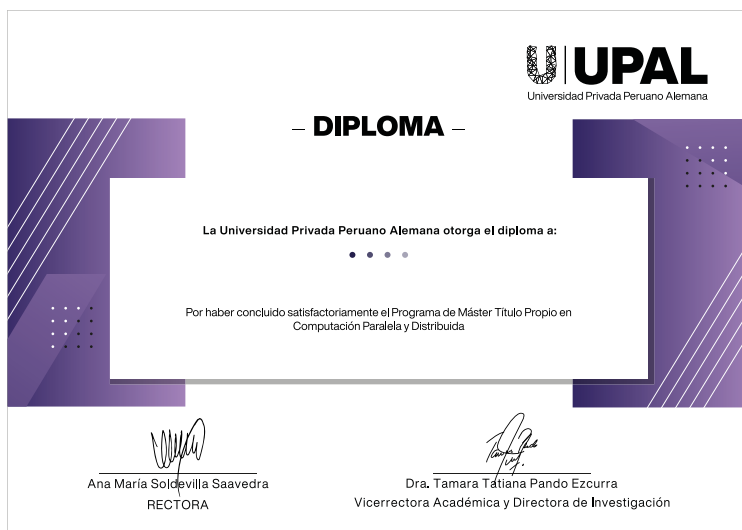 UPAL
Universidad Privada Peruano Alemana
– DIPLOMA –
La Universidad Privada Peruano Alemana otorga el diploma a:
Por haber concluido satisfactoriamente el Programa de Máster Título Propio en
Computación Paralela y Distribuida
Ana María Soldevilla Saavedra
RECTORA
Dra. Tamara Tatiana Pando Ezcurra
Vicerrectora Académica y Directora de Investigación